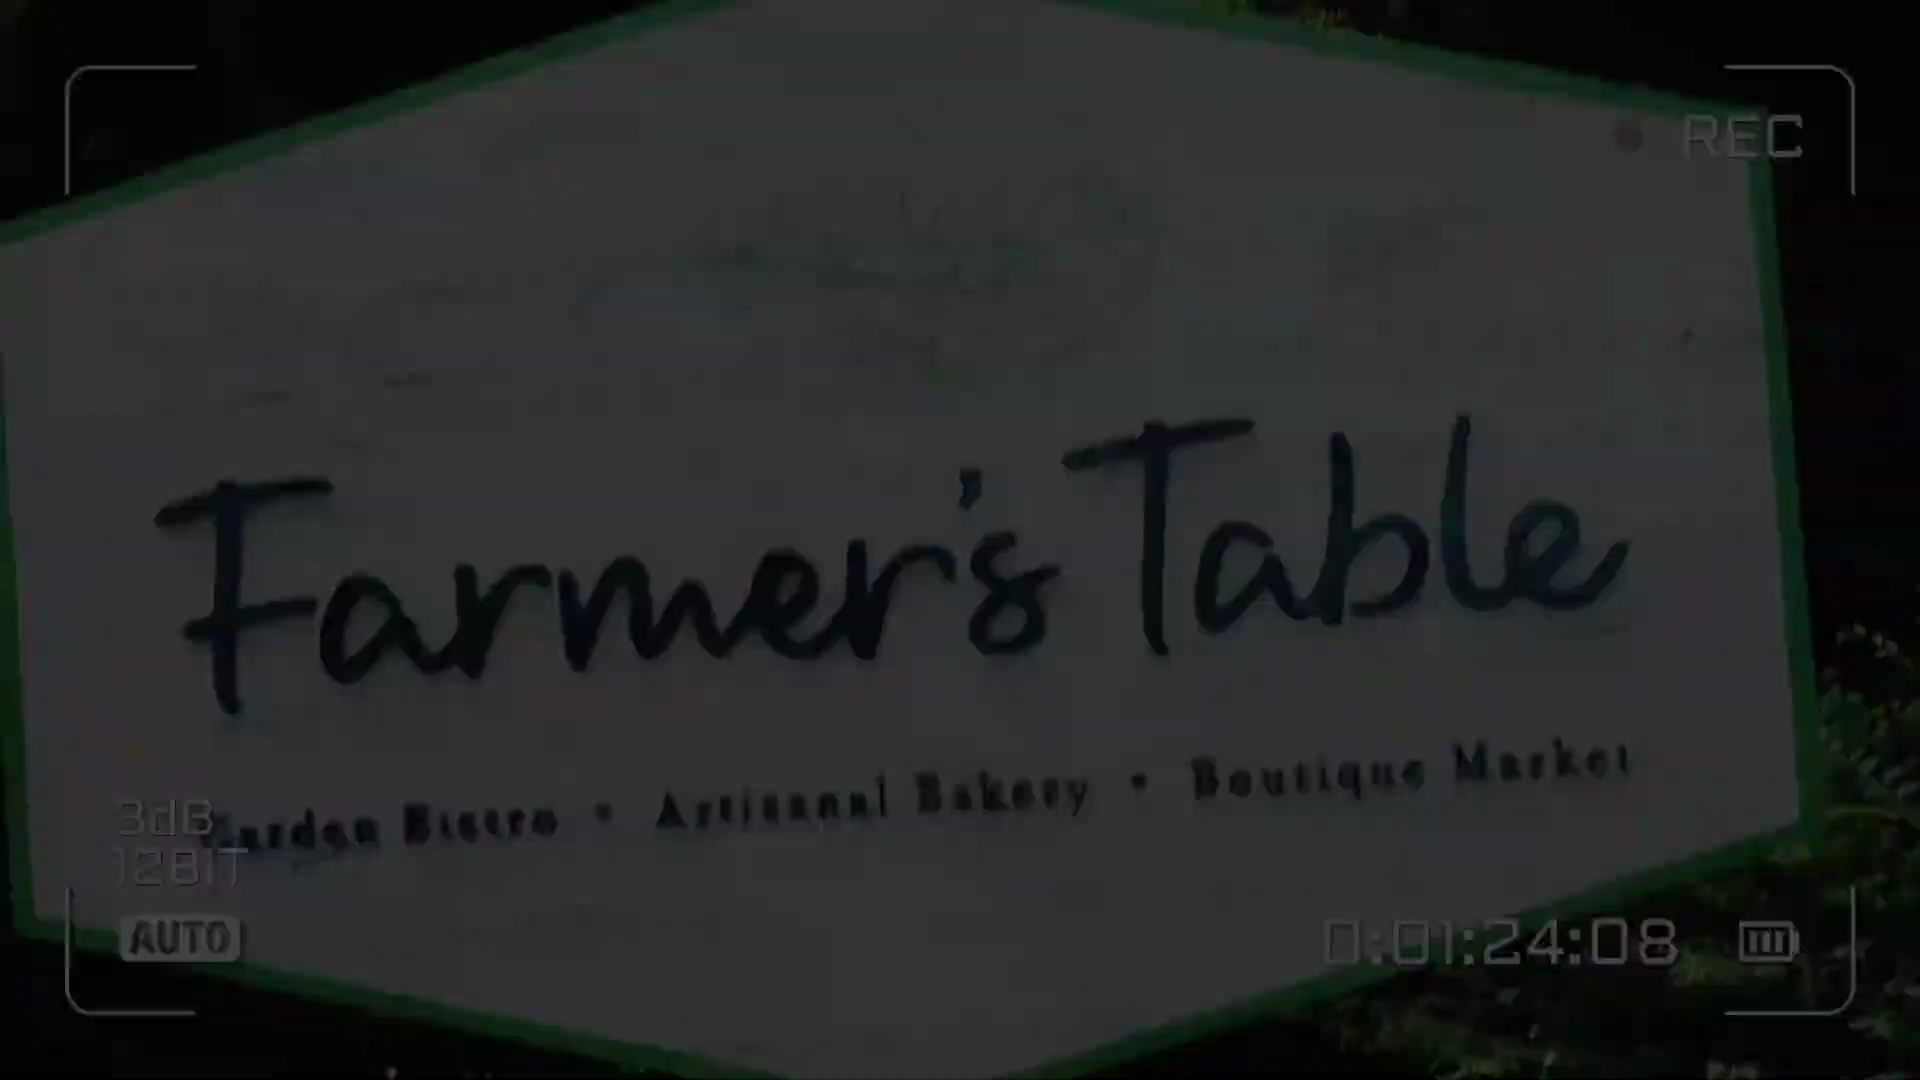 REC
Farmer's Table
Garden Bistro • Artisanal Bakery • Boutique Market
3dB
12BIT
AUTO
0:01:24:08